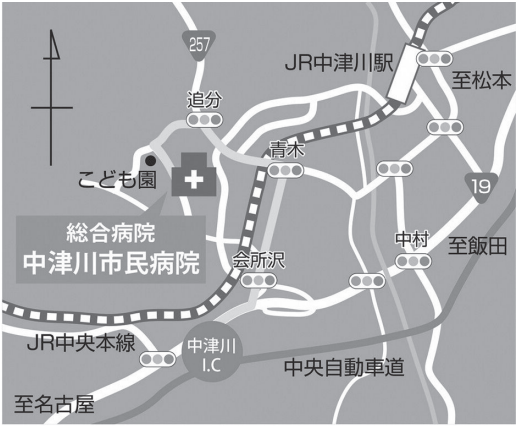 257
JR中津川駅
至松本
追分
青木
こども園
19
総合病院
中津川市民病院
中村
至飯田
会所沢
JR中央本線
中津川
I.C
中央自動車道
至名古屋